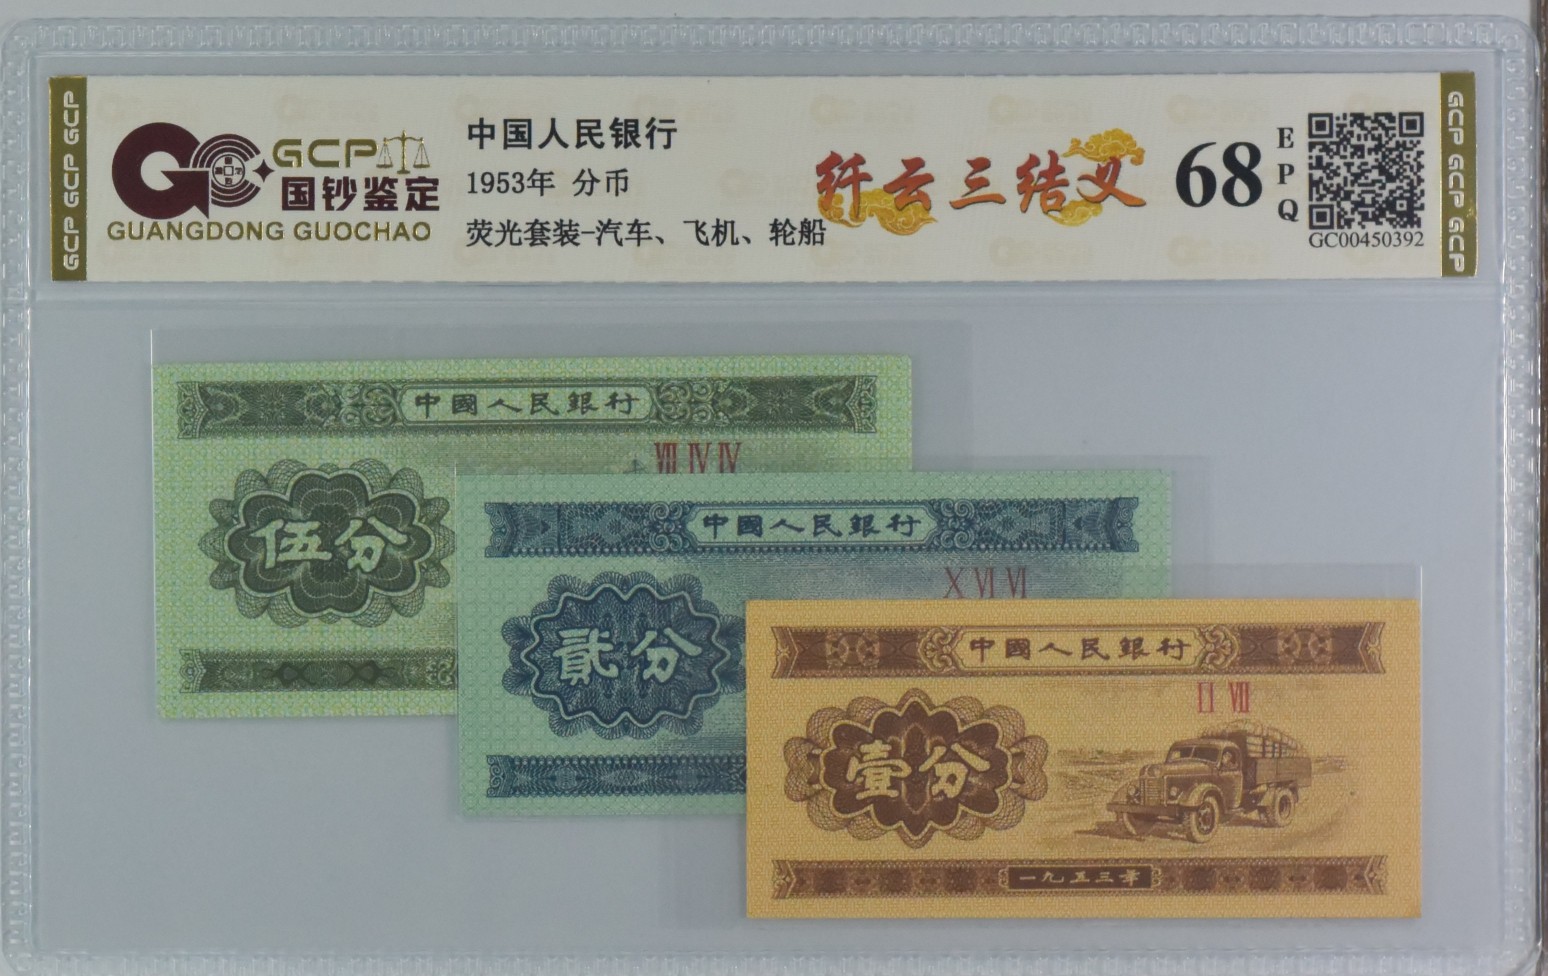 GCP GCP GCP
GCP
国钞鉴定
GUANGDONG GUOCHAO
中国人民银行
1953年 分币
荧光套装-汽车、飞机、轮船
纤云三结义
68
EPQ
GC00450392
GCP GCP GCP
中國人民銀行
VII IV IV
伍分
中國人民銀行
X VI VI
貳分
中國人民銀行
II VII
壹分
一九五三年